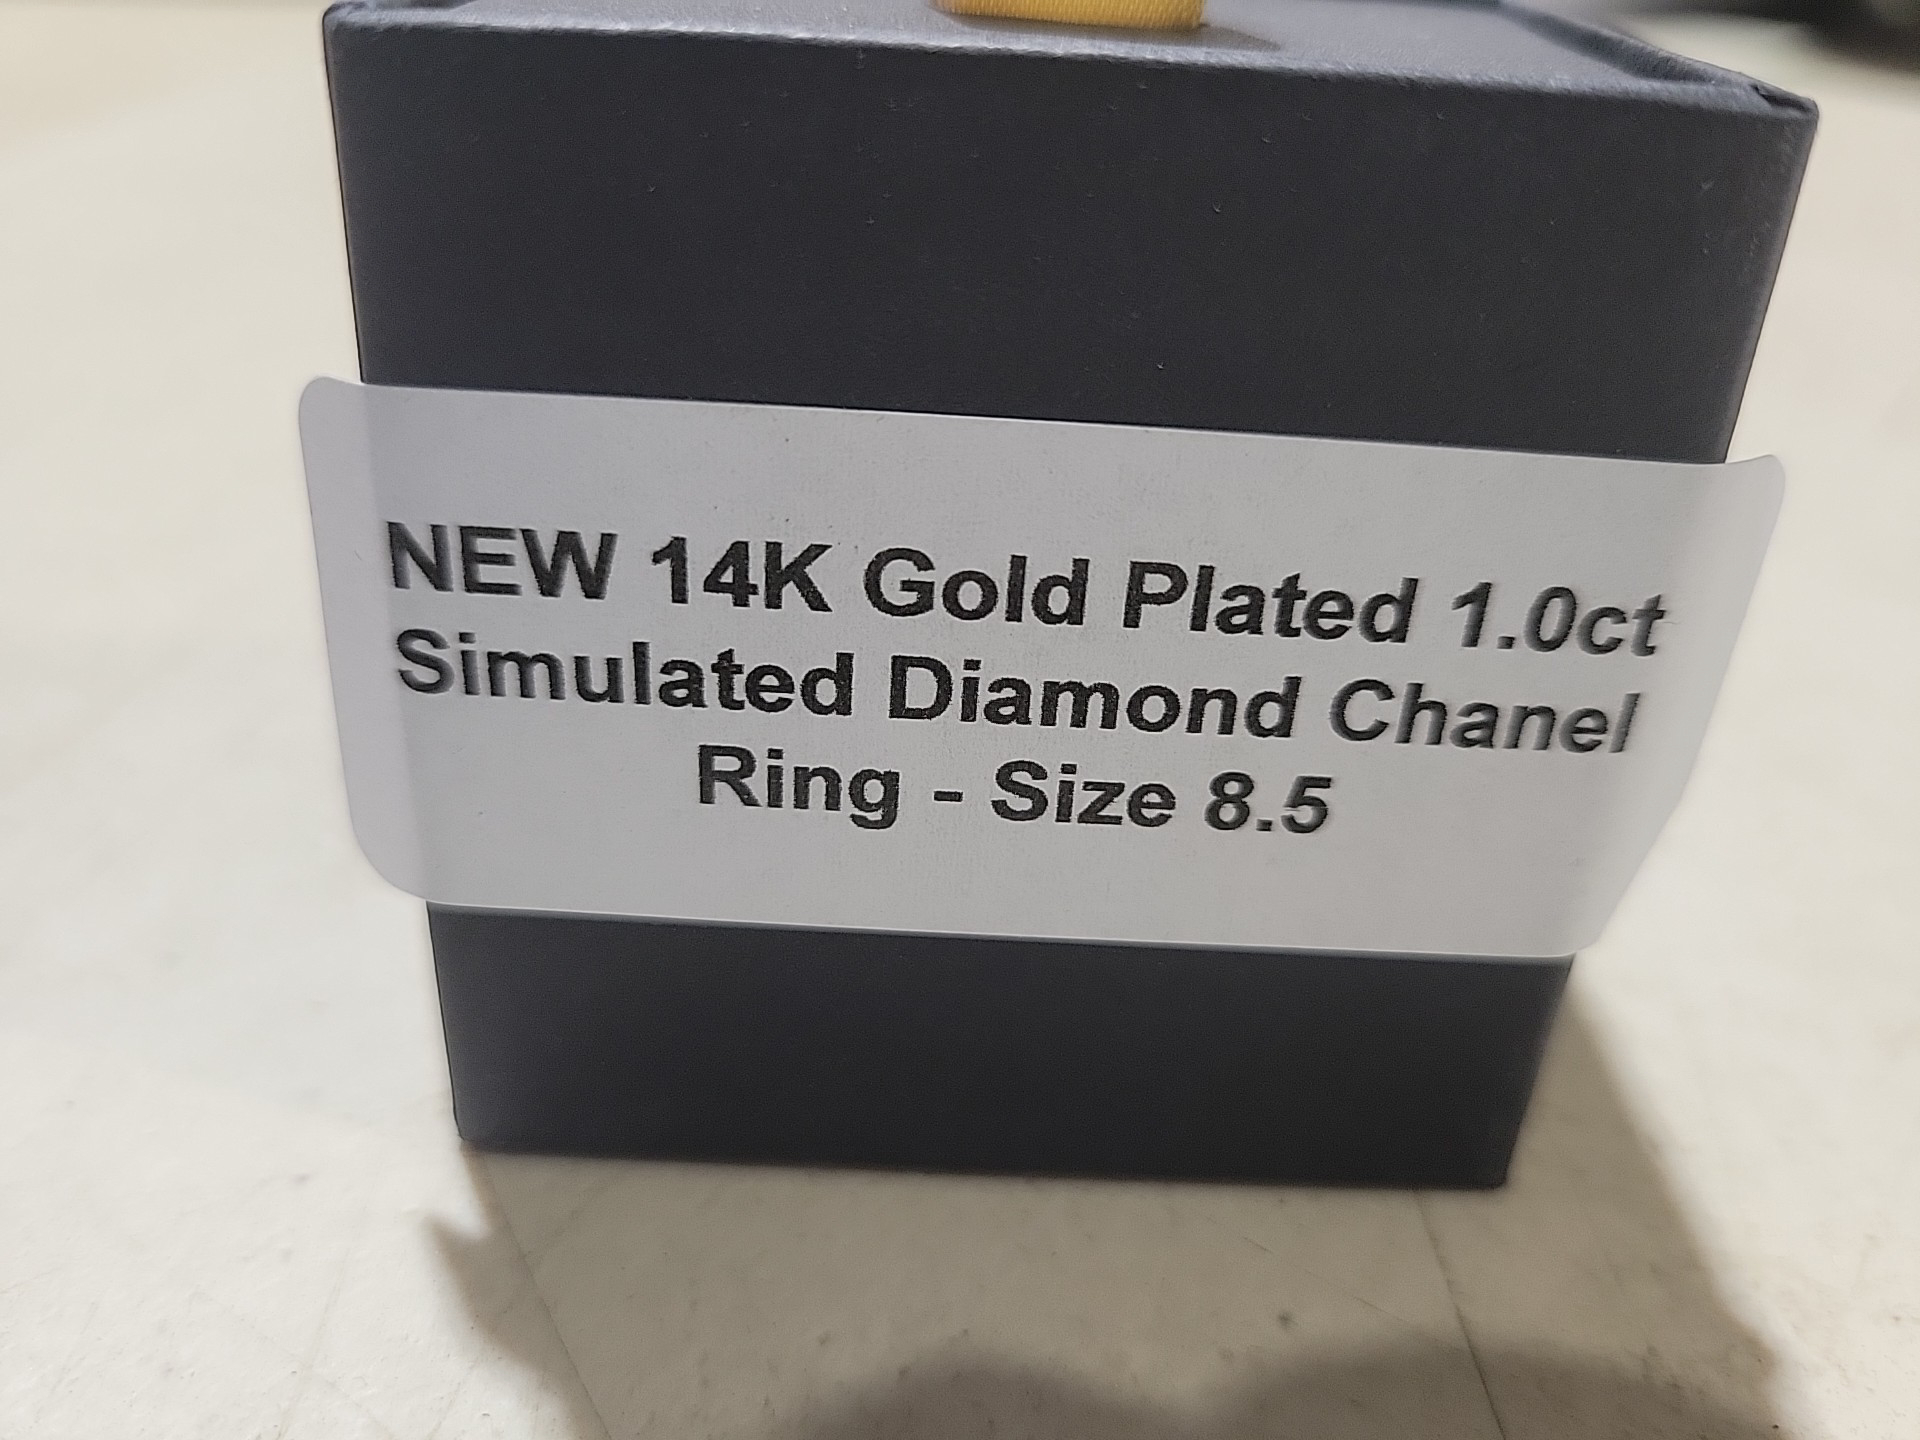 NEW 14K Gold Plated 1.0ct
Simulated Diamond Chanel
Ring - Size 8.5